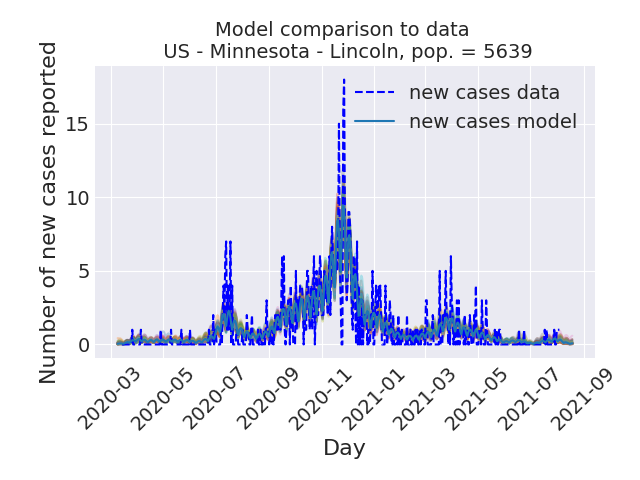 Model comparison to data
US - Minnesota - Lincoln, pop. = 5639
Number of new cases reported
15
10
5
0
new cases data
new cases model
2020-03
2020-05
2020-07
2020-09
2020-11
2021-01
2021-03
2021-05
2021-07
2021-09
Day